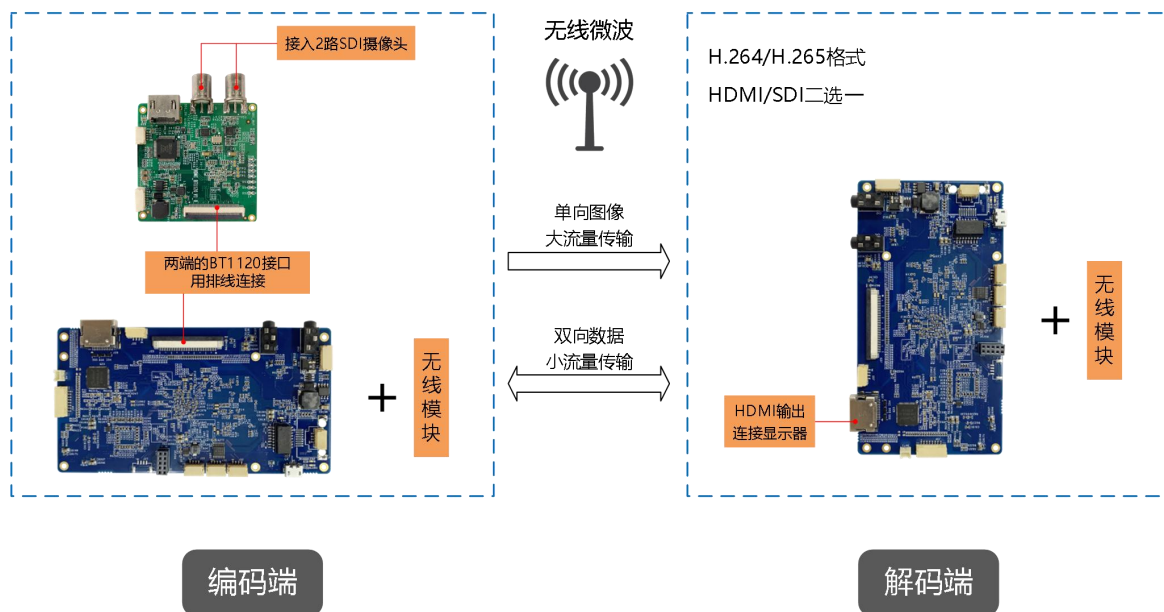 接入2路SDI摄像头
两端的BT1120接口
用排线连接
无
线
模
块
编码端
无线微波
单向图像
大流量传输
双向数据
小流量传输
H.264/H.265格式
HDMI/SDI二选一
HDMI输出
连接显示器
无
线
模
块
解码端